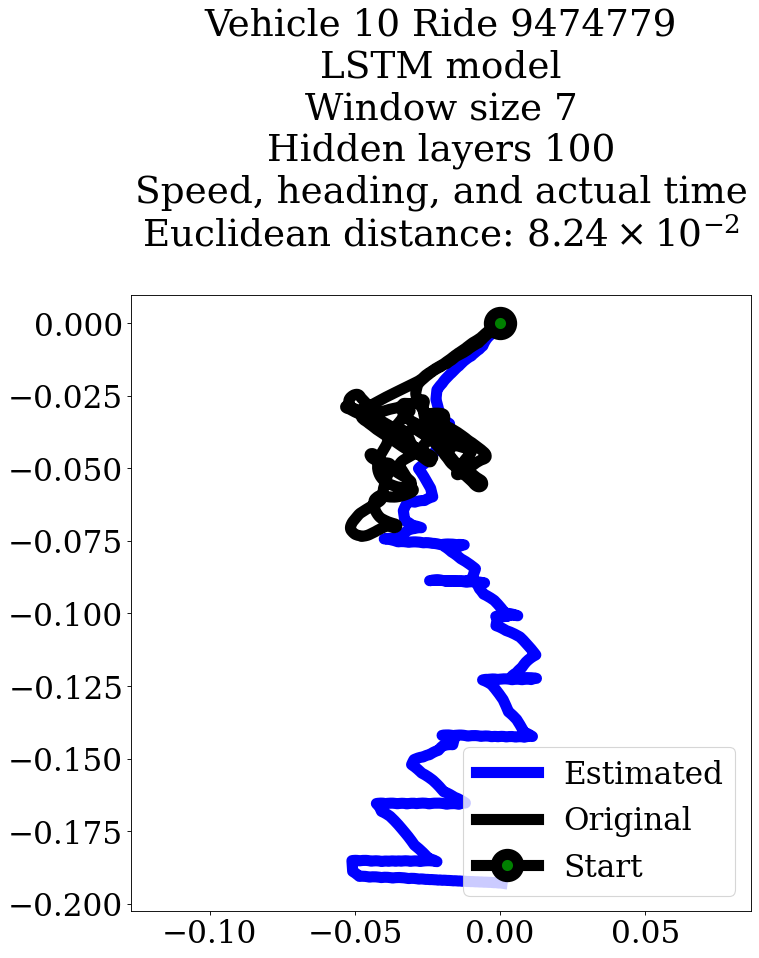 Vehicle 10 Ride 9474779
LSTM model
Window size 7
Hidden layers 100
Speed, heading, and actual time
Euclidean distance: 8.24 × 10⁻²
0.000
−0.025
−0.050
−0.075
−0.100
−0.125
−0.150
−0.175
−0.200
Estimated
Original
Start
−0.10
−0.05
0.00
0.05